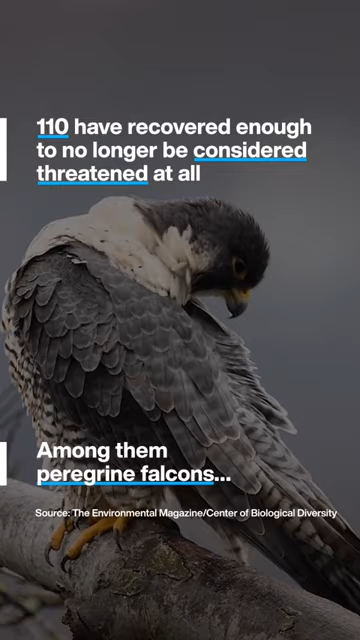 110 have recovered enough
to no longer be considered
threatened at all
Among them
peregrine falcons...
Source: The Environmental Magazine/Center of Biological Diversity